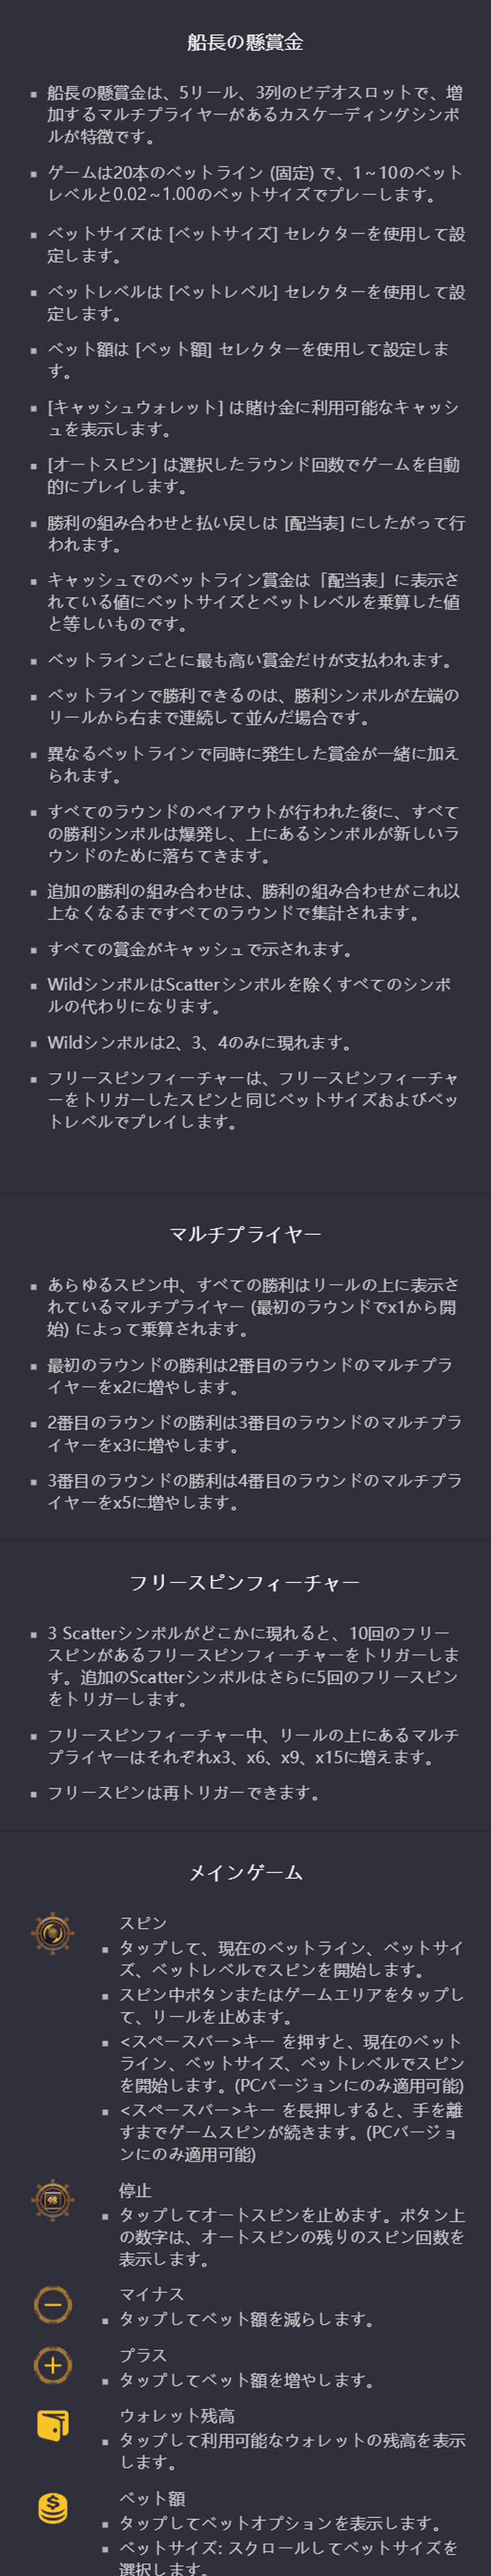 船長の懸賞金
船長の懸賞金は、5リール、3列のビデオスロットで、増
加するマルチプライヤーがあるカスケーディングシンボ
ルが特徴です。
ゲームは20本のベットライン (固定) で、1~10のベット
レベルと0.02~1.00のベットサイズでプレーします。
ベットサイズは [ベットサイズ] セレクターを使用して設
定します。
ベットレベルは [ベットレベル] セレクターを使用して設
定します。
ベット額は [ベット額] セレクターを使用して設定しま
す。
[キャッシュウォレット] は賭け金に利用可能なキャッシ
ュを表示します。
[オートスピン] は選択したラウンド回数でゲームを自動
的にプレイします。
勝利の組み合わせと払い戻しは [配当表] にしたがって行
われます。
キャッシュでのベットライン賞金は「配当表」に表示さ
れている値にベットサイズとベットレベルを乗算した値
と等しいものです。
ベットラインごとに最も高い賞金だけが支払われます。
ベットラインで勝利できるのは、勝利シンボルが左端の
リールから右まで連続して並んだ場合です。
異なるベットラインで同時に発生した賞金が一緒に加え
られます。
すべてのラウンドのペイアウトが行われた後に、すべて
の勝利シンボルは爆発し、上にあるシンボルが新しいラ
ウンドのために落ちてきます。
追加の勝利の組み合わせは、勝利の組み合わせがこれ以
上なくなるまですべてのラウンドで集計されます。
すべての賞金がキャッシュで示されます。
WildシンボルはScatterシンボルを除くすべてのシンボ
ルの代わりになります。
Wildシンボルは2、3、4のみに現れます。
フリースピンフィーチャーは、フリースピンフィーチャ
ーをトリガーしたスピンと同じベットサイズおよびベッ
トレベルでプレイします。
マルチプライヤー
あらゆるスピン中、すべての勝利はリールの上に表示さ
れているマルチプライヤー (最初のラウンドでx1から開
始) によって乗算されます。
最初のラウンドの勝利は2番目のラウンドのマルチプラ
イヤーをx2に増やします。
2番目のラウンドの勝利は3番目のラウンドのマルチプラ
イヤーをx3に増やします。
3番目のラウンドの勝利は4番目のラウンドのマルチプラ
イヤーをx5に増やします。
フリースピンフィーチャー
3 Scatterシンボルがどこかに現れると、10回のフリー
スピンがあるフリースピンフィーチャーをトリガーしま
す。追加のScatterシンボルはさらに5回のフリースピン
をトリガーします。
フリースピンフィーチャー中、リールの上にあるマルチ
プライヤーはそれぞれx3、x6、x9、x15に増えます。
フリースピンは再トリガーできます。
メインゲーム
スピン
タップして、現在のベットライン、ベットサイ
ズ、ベットレベルでスピンを開始します。
スピン中ボタンまたはゲームエリアをタップし
て、リールを止めます。
<スペースバー>キー を押すと、現在のベット
ライン、ベットサイズ、ベットレベルでスピン
を開始します。(PCバージョンにのみ適用可能)
<スペースバー>キー を長押しすると、手を離
すまでゲームスピンが続きます。(PCバージョ
ンにのみ適用可能)
停止
タップしてオートスピンを止めます。ボタン上
の数字は、オートスピンの残りのスピン回数を
表示します。
マイナス
タップしてベット額を減らします。
プラス
タップしてベット額を増やします。
ウォレット残高
タップして利用可能なウォレットの残高を表示
します。
ベット額
タップしてベットオプションを表示します。
ベットサイズ: スクロールしてベットサイズを
選択します。